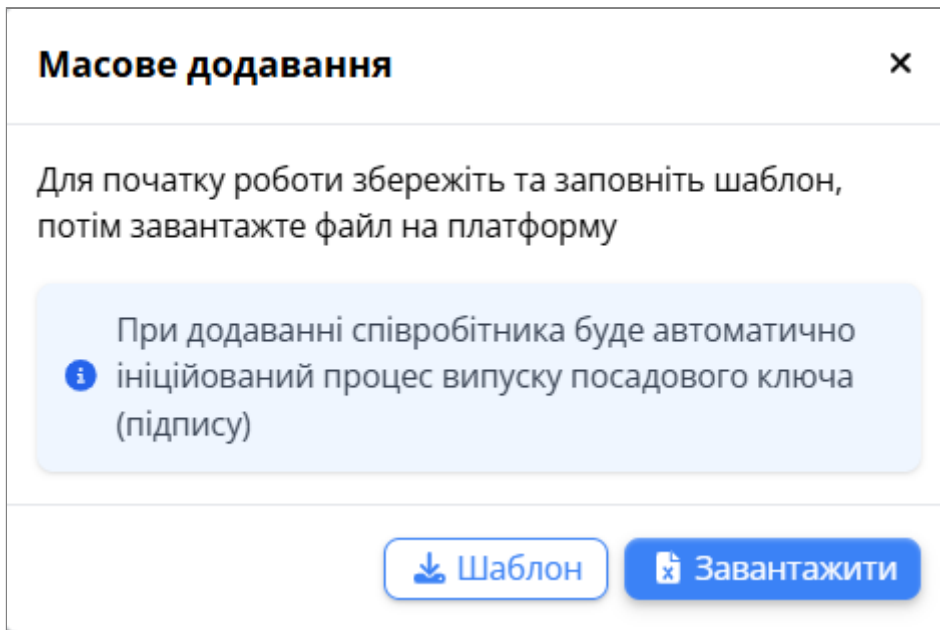 Масове додавання
Для початку роботи збережіть та заповніть шаблон,
потім завантажте файл на платформу
При додаванні співробітника буде автоматично
ініційований процес випуску посадового ключа
(підпису)
Шаблон
Завантажити